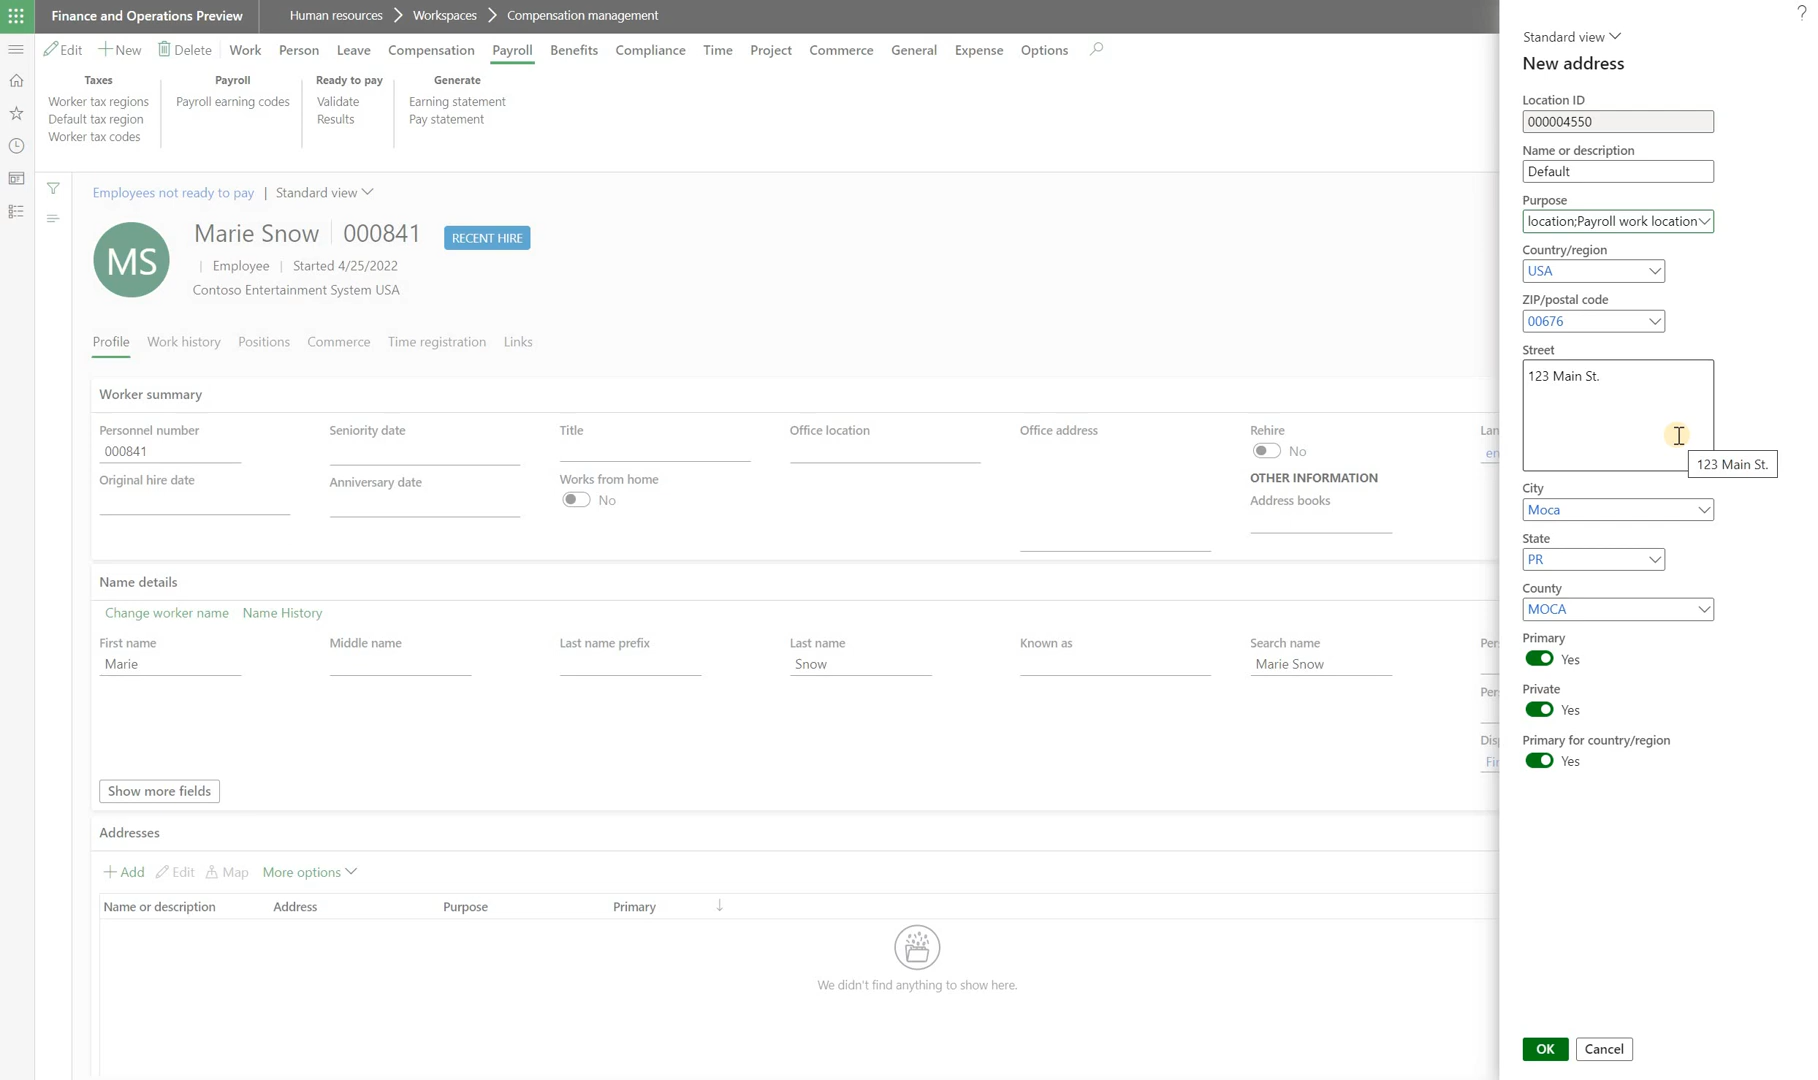 Finance and Operations Preview
Human resources
Workspaces
Compensation management
Edit
New
Delete
Work
Person
Leave
Compensation
Payroll
Benefits
Compliance
Time
Project
Commerce
General
Expense
Options
Taxes
Worker tax regions
Default tax region
Worker tax codes
Payroll
Payroll earning codes
Ready to pay
Validate
Results
Generate
Earning statement
Pay statement
Employees not ready to pay | Standard view
MS
Marie Snow | 000841
RECENT HIRE
| Employee | Started 4/25/2022
Contoso Entertainment System USA
Profile
Work history
Positions
Commerce
Time registration
Links
Worker summary
Personnel number
000841
Original hire date
Seniority date
Anniversary date
Title
Works from home
No
Office location
Office address
Rehire
No
OTHER INFORMATION
Address books
Lan
en
Name details
Change worker name
Name History
First name
Marie
Middle name
Last name prefix
Last name
Snow
Known as
Search name
Marie Snow
Per
Per
Disp
Fir
Show more fields
Addresses
Add
Edit
Map
More options
Name or description
Address
Purpose
Primary
We didn't find anything to show here.
?
Standard view
New address
Location ID
000004550
Name or description
Default
Purpose
location;Payroll work location
Country/region
USA
ZIP/postal code
00676
Street
123 Main St.
123 Main St.
City
Moca
State
PR
County
MOCA
Primary
Yes
Private
Yes
Primary for country/region
Yes
OK
Cancel